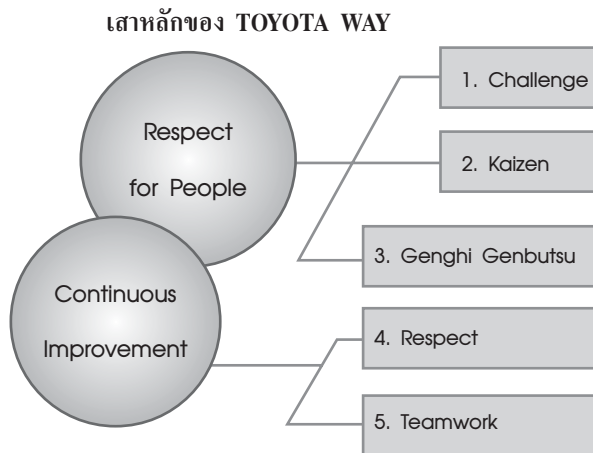 เสาหลักของ TOYOTA WAY
Respect
for People
Continuous
Improvement
1. Challenge
2. Kaizen
3. Genghi Genbutsu
4. Respect
5. Teamwork